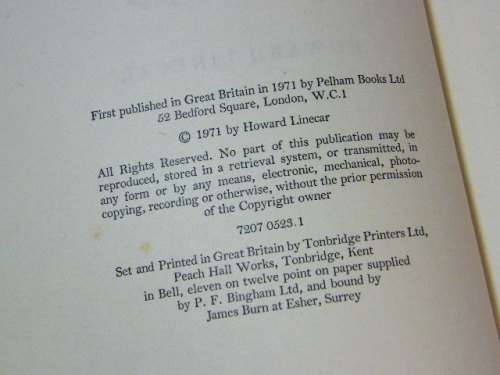 First published in Great Britain in 1971 by Pelham Books Ltd
52 Bedford Square, London, W.C.1
© 1971 by Howard Linecar
All Rights Reserved. No part of this publication may be
reproduced, stored in a retrieval system, or transmitted, in
any form or by any means, electronic, mechanical, photo-
copying, recording or otherwise, without the prior permission
of the Copyright owner
7207 0523.1
Set and Printed in Great Britain by Tonbridge Printers Ltd,
Peach Hall Works, Tonbridge, Kent
in Bell, eleven on twelve point on paper supplied
by P. F. Bingham Ltd, and bound by
James Burn at Esher, Surrey